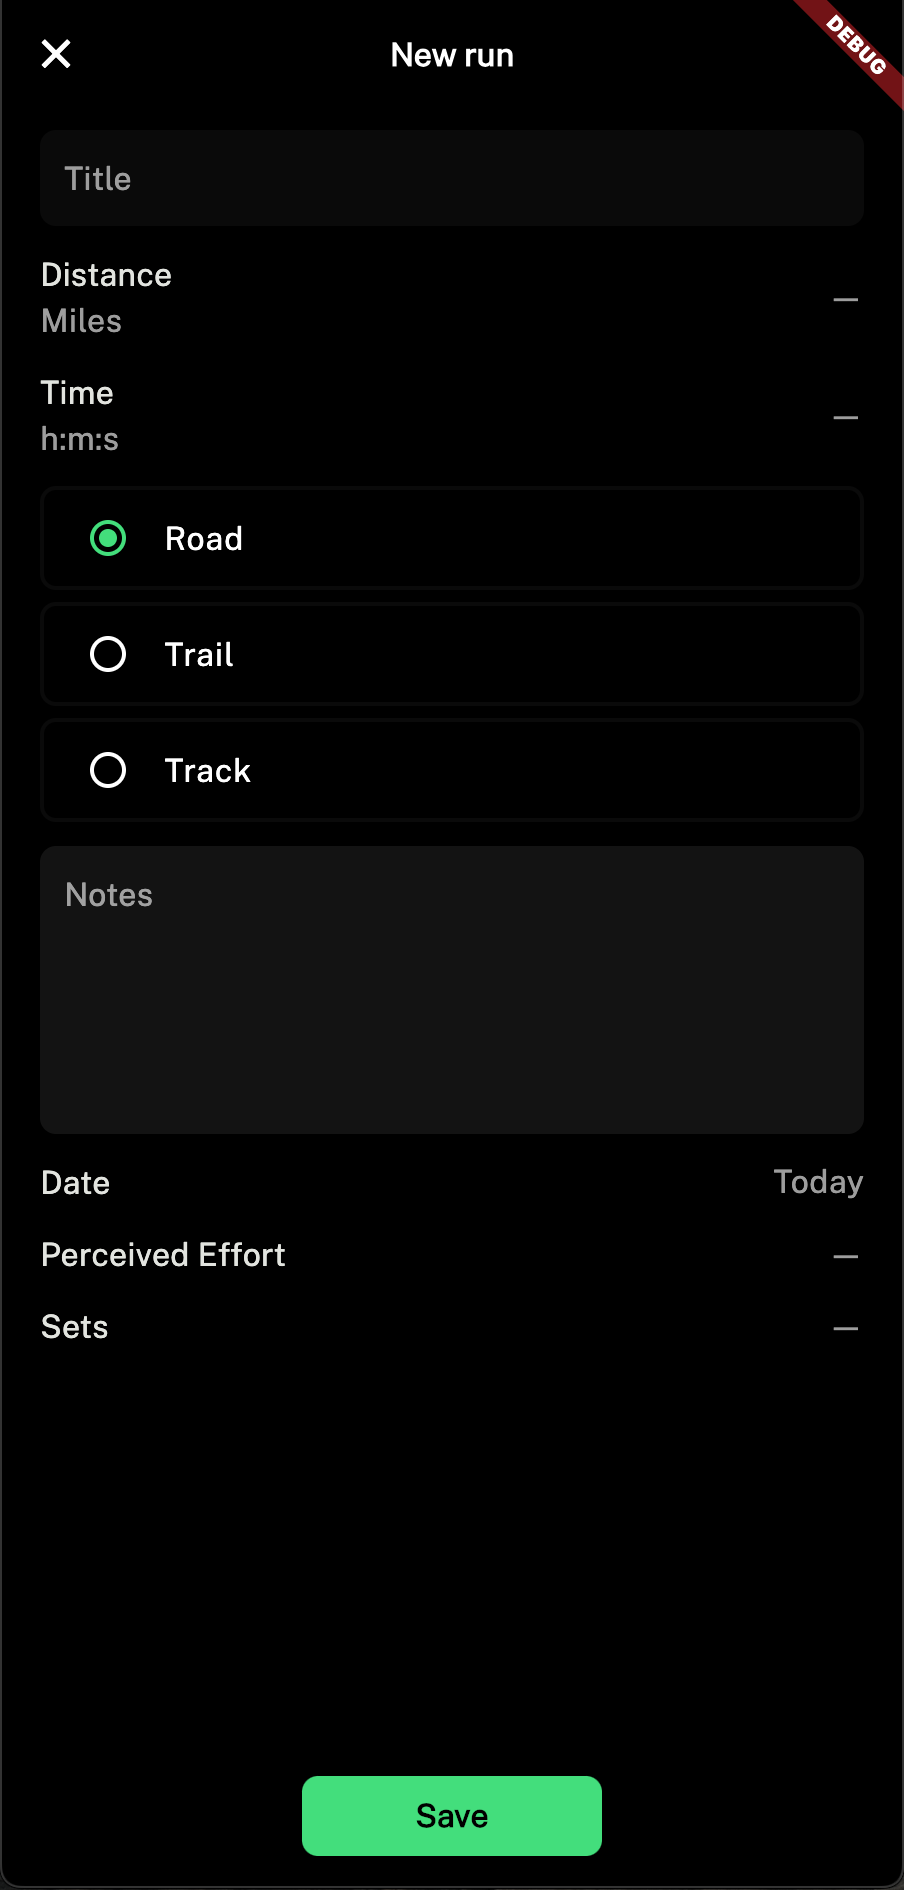 New run
DEBUG
Title
Distance
Miles
—
Time
h:m:s
—
Road
Trail
Track
Notes
Date
Today
Perceived Effort
—
Sets
—
Save